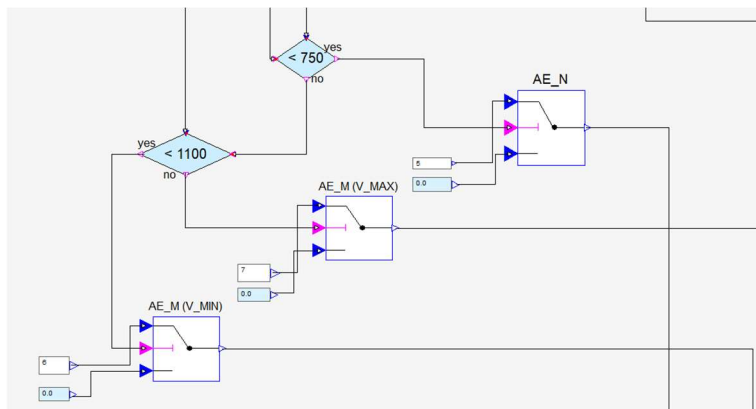 yes
< 750
no
AE_N
yes
< 1100
no
5
0.0
AE_M (V_MAX)
7
0.0
AE_M (V_MIN)
6
0.0